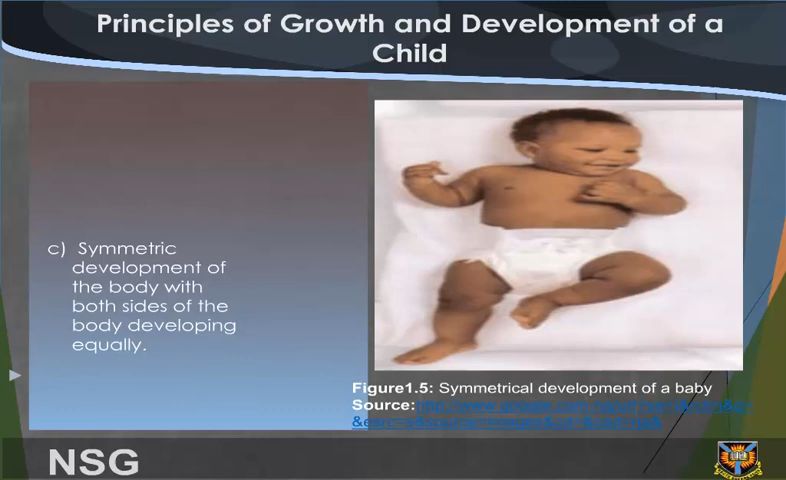 Principles of Growth and Development of a
Child
c) Symmetric
development of
the body with
both sides of the
body developing
equally.
Figure1.5: Symmetrical development of a baby
Source:
NSG